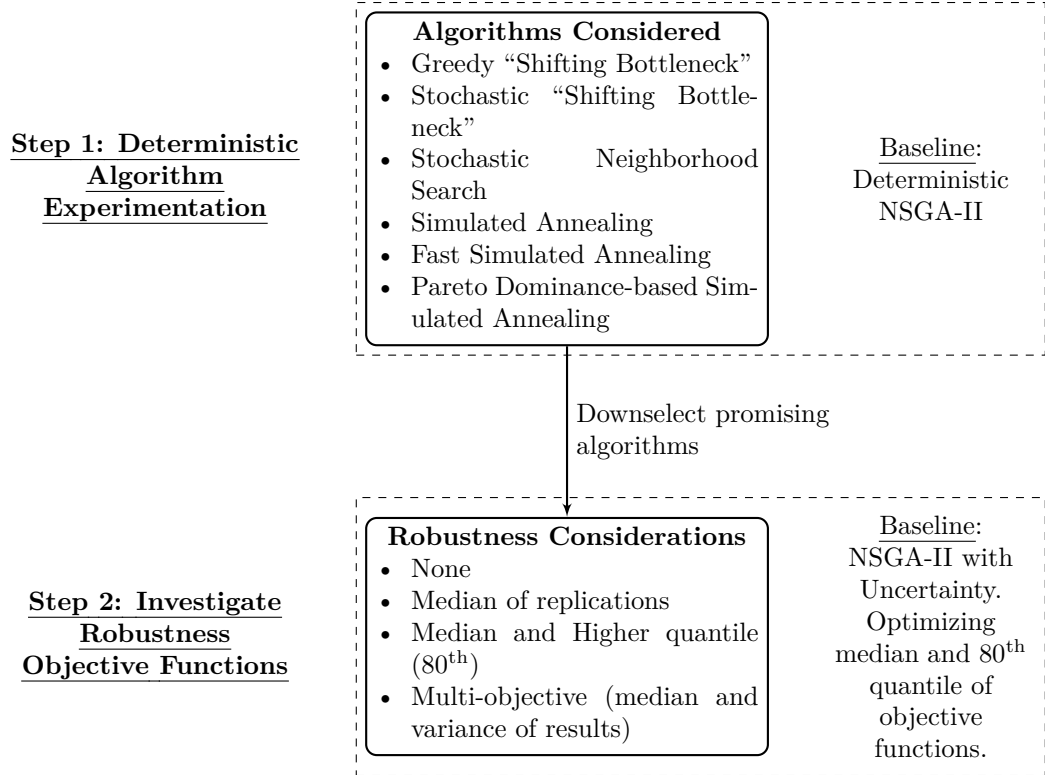 Step 1: Deterministic
Algorithm
Experimentation
Algorithms Considered
• Greedy “Shifting Bottleneck”
• Stochastic “Shifting Bottle-
neck”
• Stochastic Neighborhood
Search
• Simulated Annealing
• Fast Simulated Annealing
• Pareto Dominance-based Sim-
ulated Annealing
Baseline:
Deterministic
NSGA-II
Downselect promising
algorithms
Step 2: Investigate
Robustness
Objective Functions
Robustness Considerations
• None
• Median of replications
• Median and Higher quantile
(80th)
• Multi-objective (median and
variance of results)
Baseline:
NSGA-II with
Uncertainty.
Optimizing
median and 80th
quantile of
objective
functions.